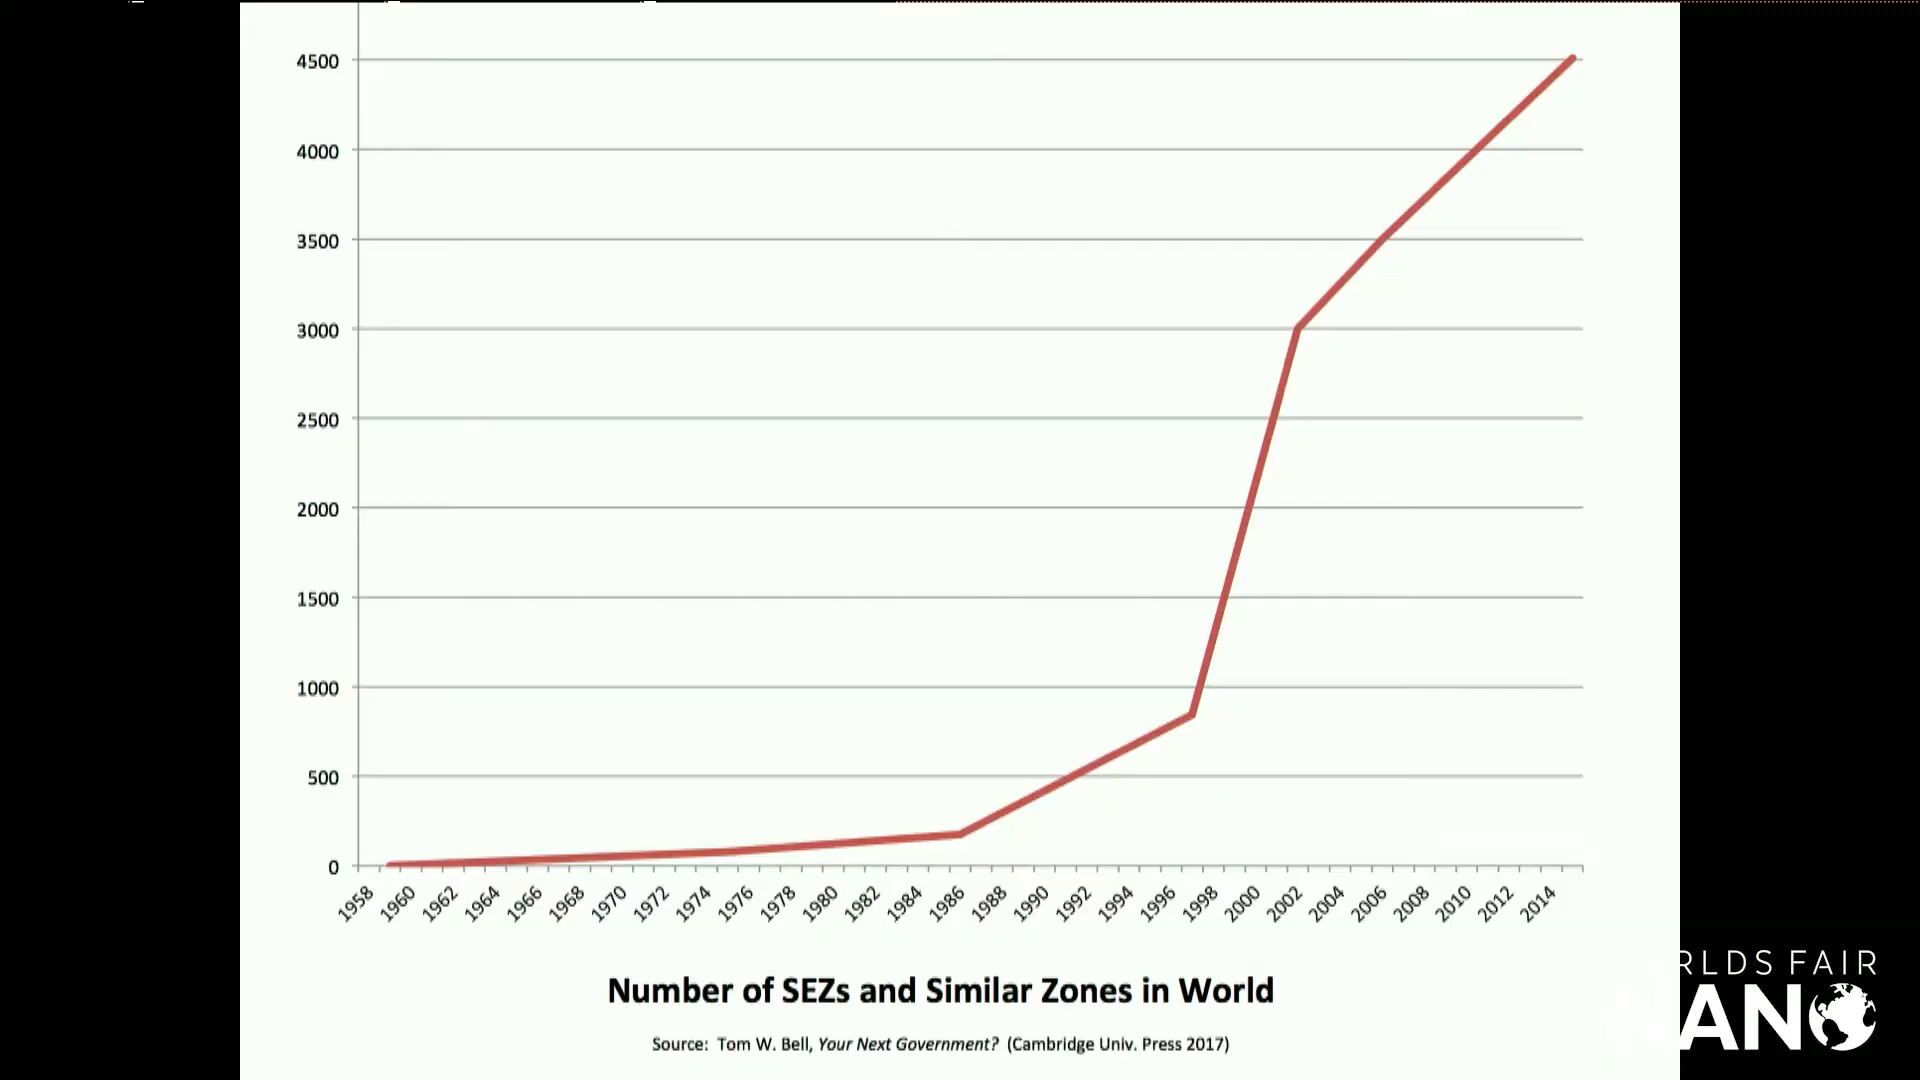 4500
4000
3500
3000
2500
2000
1500
1000
500
0
1958 1960 1962 1964 1966 1968 1970 1972 1974 1976 1978 1980 1982 1984 1986 1988 1990 1992 1994 1996 1998 2000 2002 2004 2006 2008 2010 2012 2014
Number of SEZs and Similar Zones in World
Source: Tom W. Bell, Your Next Government? (Cambridge Univ. Press 2017)
RLDS FAIR
NANO